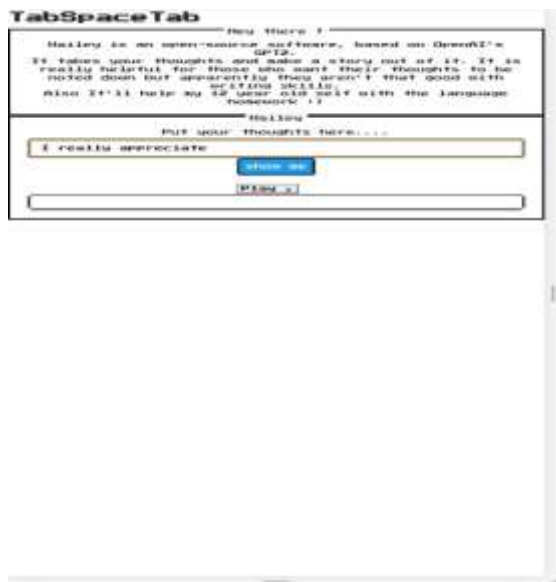 TabSpaceTab
Hey there !
Hailey is an open-source software, based on OpenAI's
GPT2.
It takes your thoughts and make a story out of it. It is
really helpful for those who want their thoughts to be
noted down but apparently they aren't that good with
writing skills.
Also It'll help my 12 year old self with the language
homework :)
Hailey
Put your thoughts here....
I really appreciate
show me
Play